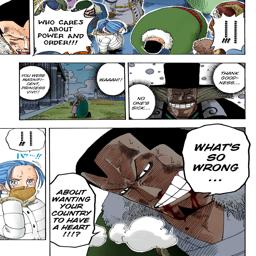 !!!!!
WHO CARES
ABOUT
POWER AND
ORDER!!!
THANK
GOOD-
NESS...
NO
ONE'S
SICK...
WAAAH!!
YOU WERE
MAGNIFI-
CENT,
PRINCESS
VIVI!!
WHAT'S
SO
WRONG
...
ABOUT
WANTING
YOUR
COUNTRY
TO HAVE
A HEART
!!!?